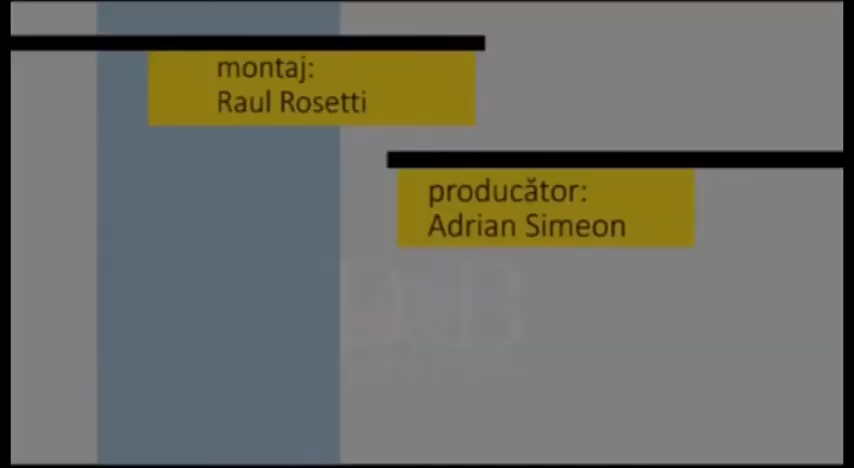 montaj:
Raul Rosetti
producător:
Adrian Simeon
D&B